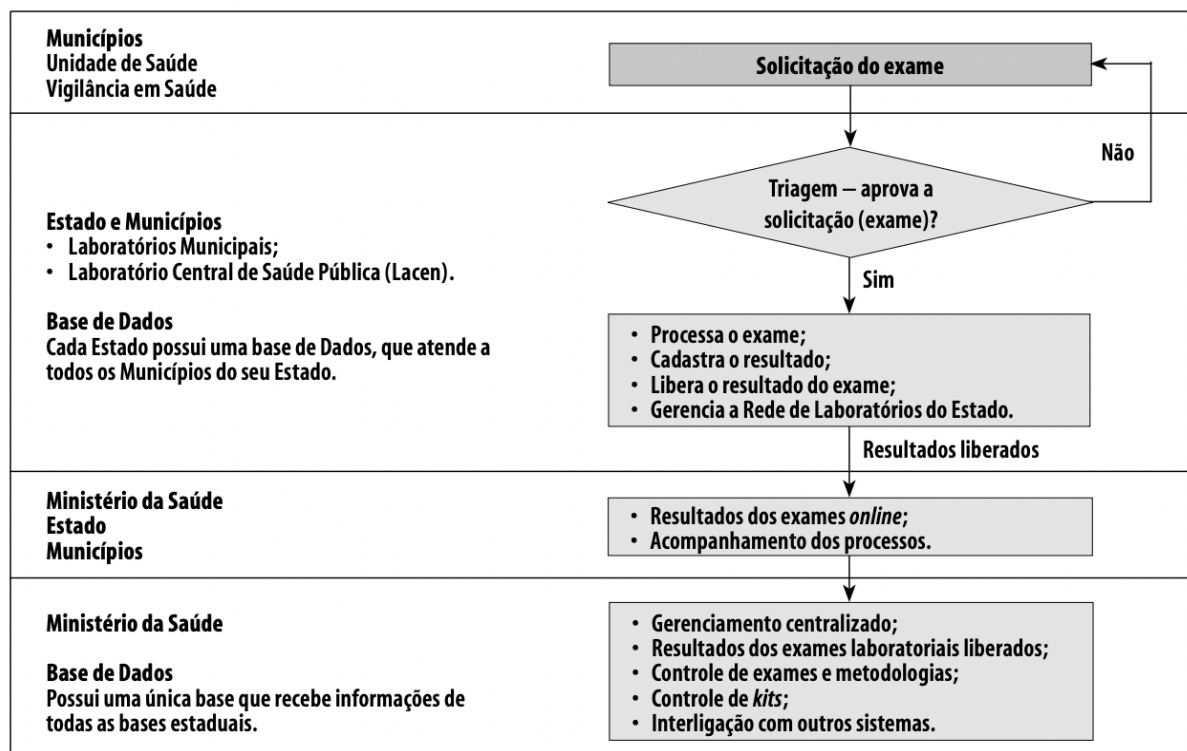 Municípios
Unidade de Saúde
Vigilância em Saúde
Solicitação do exame
Não
Triagem – aprova a
solicitação (exame)?
Sim
Estado e Municípios
• Laboratórios Municipais;
• Laboratório Central de Saúde Pública (Lacen).
Base de Dados
Cada Estado possui uma base de Dados, que atende a
todos os Municípios do seu Estado.
• Processa o exame;
• Cadastra o resultado;
• Libera o resultado do exame;
• Gerencia a Rede de Laboratórios do Estado.
Resultados liberados
Ministério da Saúde
Estado
Municípios
• Resultados dos exames online;
• Acompanhamento dos processos.
Ministério da Saúde
Base de Dados
Possui uma única base que recebe informações de
todas as bases estaduais.
• Gerenciamento centralizado;
• Resultados dos exames laboratoriais liberados;
• Controle de exames e metodologias;
• Controle de kits;
• Interligação com outros sistemas.